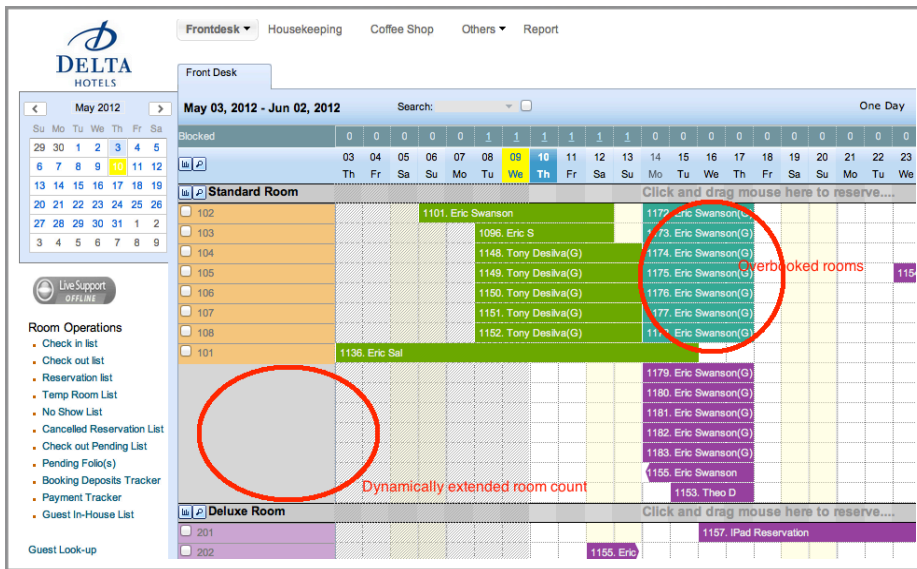 Frontdesk Housekeeping Coffee Shop Others Report
DELTA
HOTELS
Front Desk
< May 2012 >
Su Mo Tu We Th Fr Sa
29 30 1 2 3 4 5
6 7 8 9 10 11 12
13 14 15 16 17 18 19
20 21 22 23 24 25 26
27 28 29 30 31 1 2
3 4 5 6 7 8 9
May 03, 2012 - Jun 02, 2012 Search: One Day
Blocked 0 0 0 0 0 1 1 1 1 1 1 0 0 0 0 0 0 0 0 0 0
03 04 05 06 07 08 09 10 11 12 13 14 15 16 17 18 19 20 21 22 23
Th Fr Sa Su Mo Tu We Th Fr Sa Su Mo Tu We Th Fr Sa Su Mo Tu We
Standard Room Click and drag mouse here to reserve....
102 1101. Eric Swanson 1172. Eric Swanson(G)
103 1096. Eric S Eric Swanson(G)
104 1148. Tony Desilva(G) 1174. Eric Swanson(G)
105 1149. Tony Desilva(G) 1175. Eric Swanson(G) 1154
106 1150. Tony Desilva(G) 1176. Eric Swanson(G)
107 1151. Tony Desilva(G) Eric Swanson(G)
108 1152. Tony Desilva(G) Eric Swanson(G)
101 1136. Eric Sal
Overbooked rooms
1179. Eric Swanson(G)
1180. Eric Swanson(G)
1181. Eric Swanson(G)
1182. Eric Swanson(G)
1183. Eric Swanson(G)
1155. Eric Swanson
1153. Theo D
Dynamically extended room count
Deluxe Room Click and drag mouse here to reserve....
201 1157. IPad Reservation
202 1155. Eric
Live Support
OFFLINE
Room Operations
Check in list
Check out list
Reservation list
Temp Room List
No Show List
Cancelled Reservation List
Check out Pending List
Pending Folio(s)
Booking Deposits Tracker
Payment Tracker
Guest In-House List
Guest Look-up